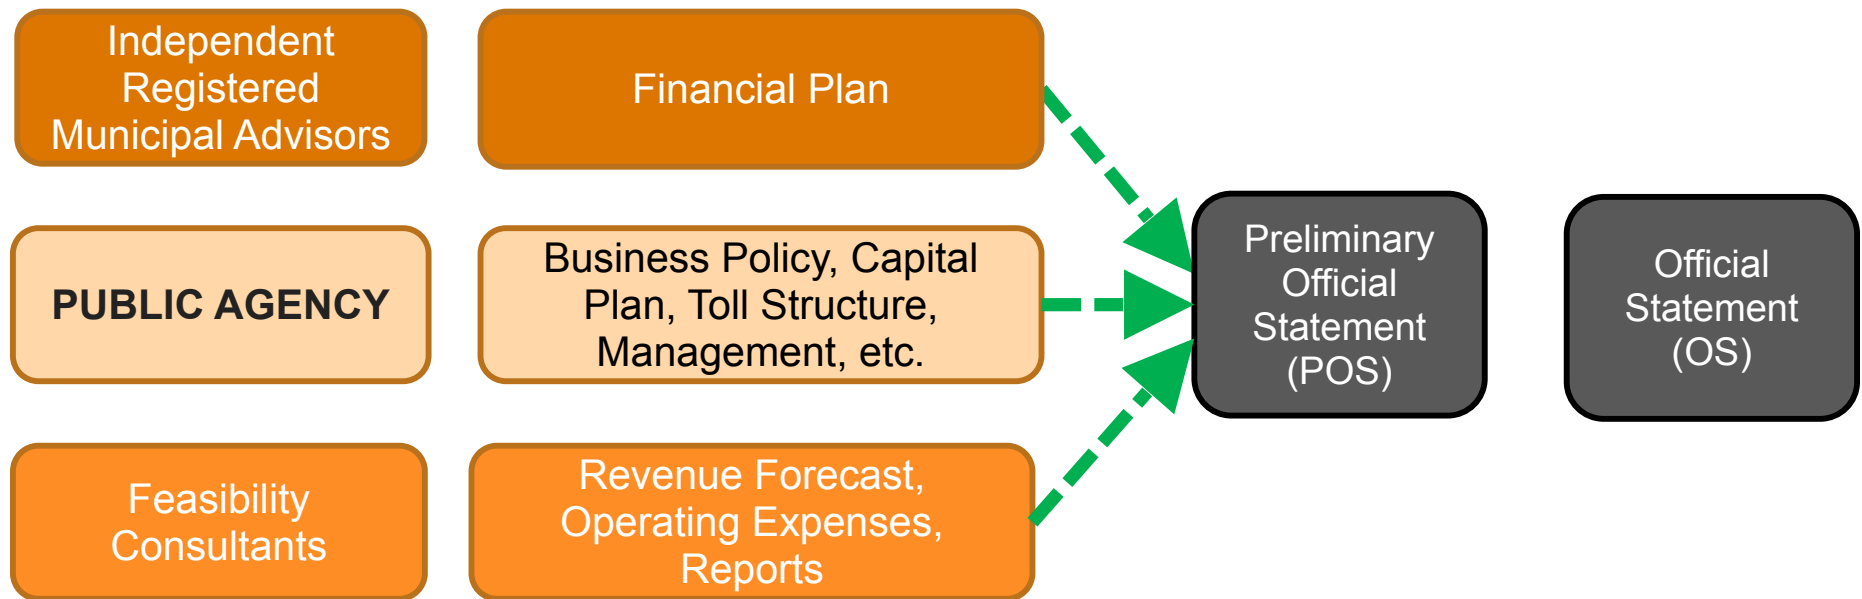 Independent
Registered
Municipal Advisors
Financial Plan
PUBLIC AGENCY
Business Policy, Capital
Plan, Toll Structure,
Management, etc.
Feasibility
Consultants
Revenue Forecast,
Operating Expenses,
Reports
Preliminary
Official
Statement
(POS)
Official
Statement
(OS)